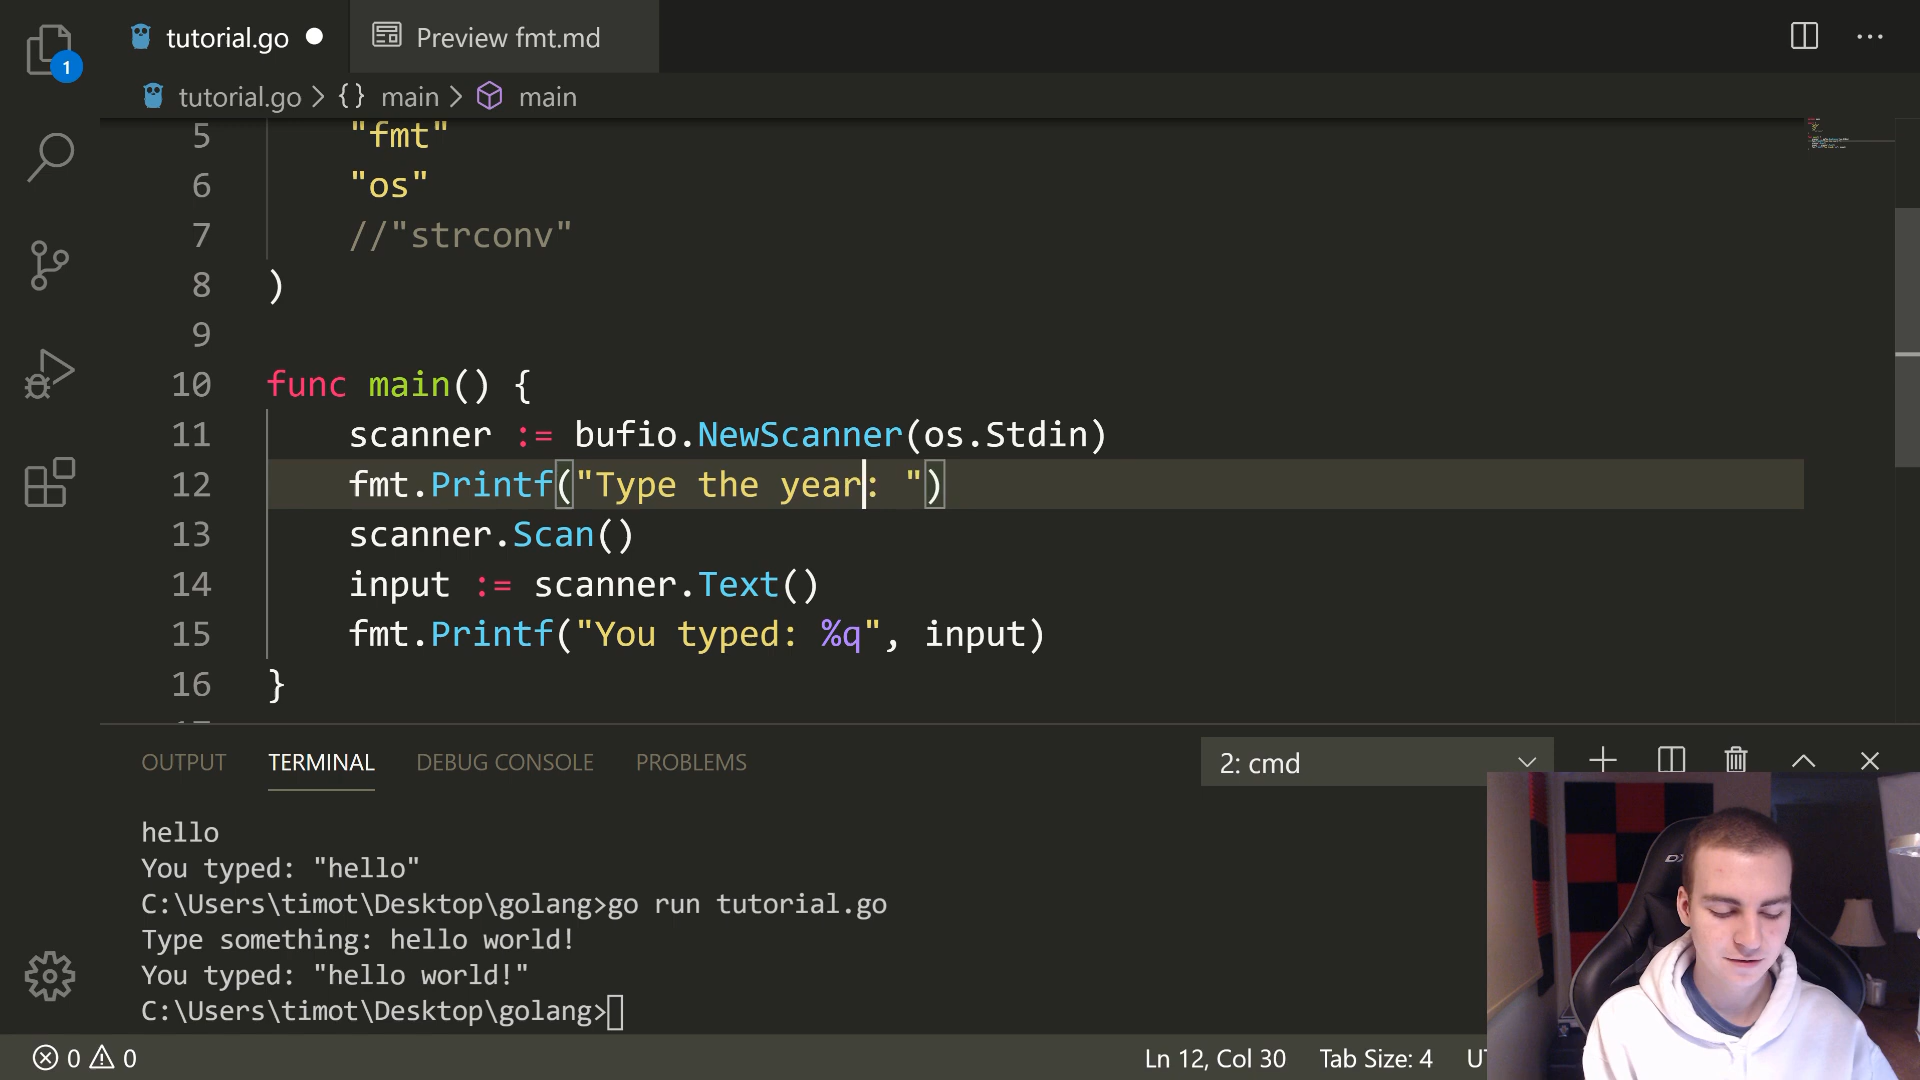 1
tutorial.go
Preview fmt.md
tutorial.go > {} main > main
5 "fmt"
6 "os"
7 //"strconv"
8 )
9
10 func main() {
11 scanner := bufio.NewScanner(os.Stdin)
12 fmt.Printf("Type the year: ")
13 scanner.Scan()
14 input := scanner.Text()
15 fmt.Printf("You typed: %q", input)
16 }
OUTPUT TERMINAL DEBUG CONSOLE PROBLEMS 2: cmd
hello
You typed: "hello"
C:\Users\timot\Desktop\golang>go run tutorial.go
Type something: hello world!
You typed: "hello world!"
C:\Users\timot\Desktop\golang>
0 0 Ln 12, Col 30 Tab Size: 4